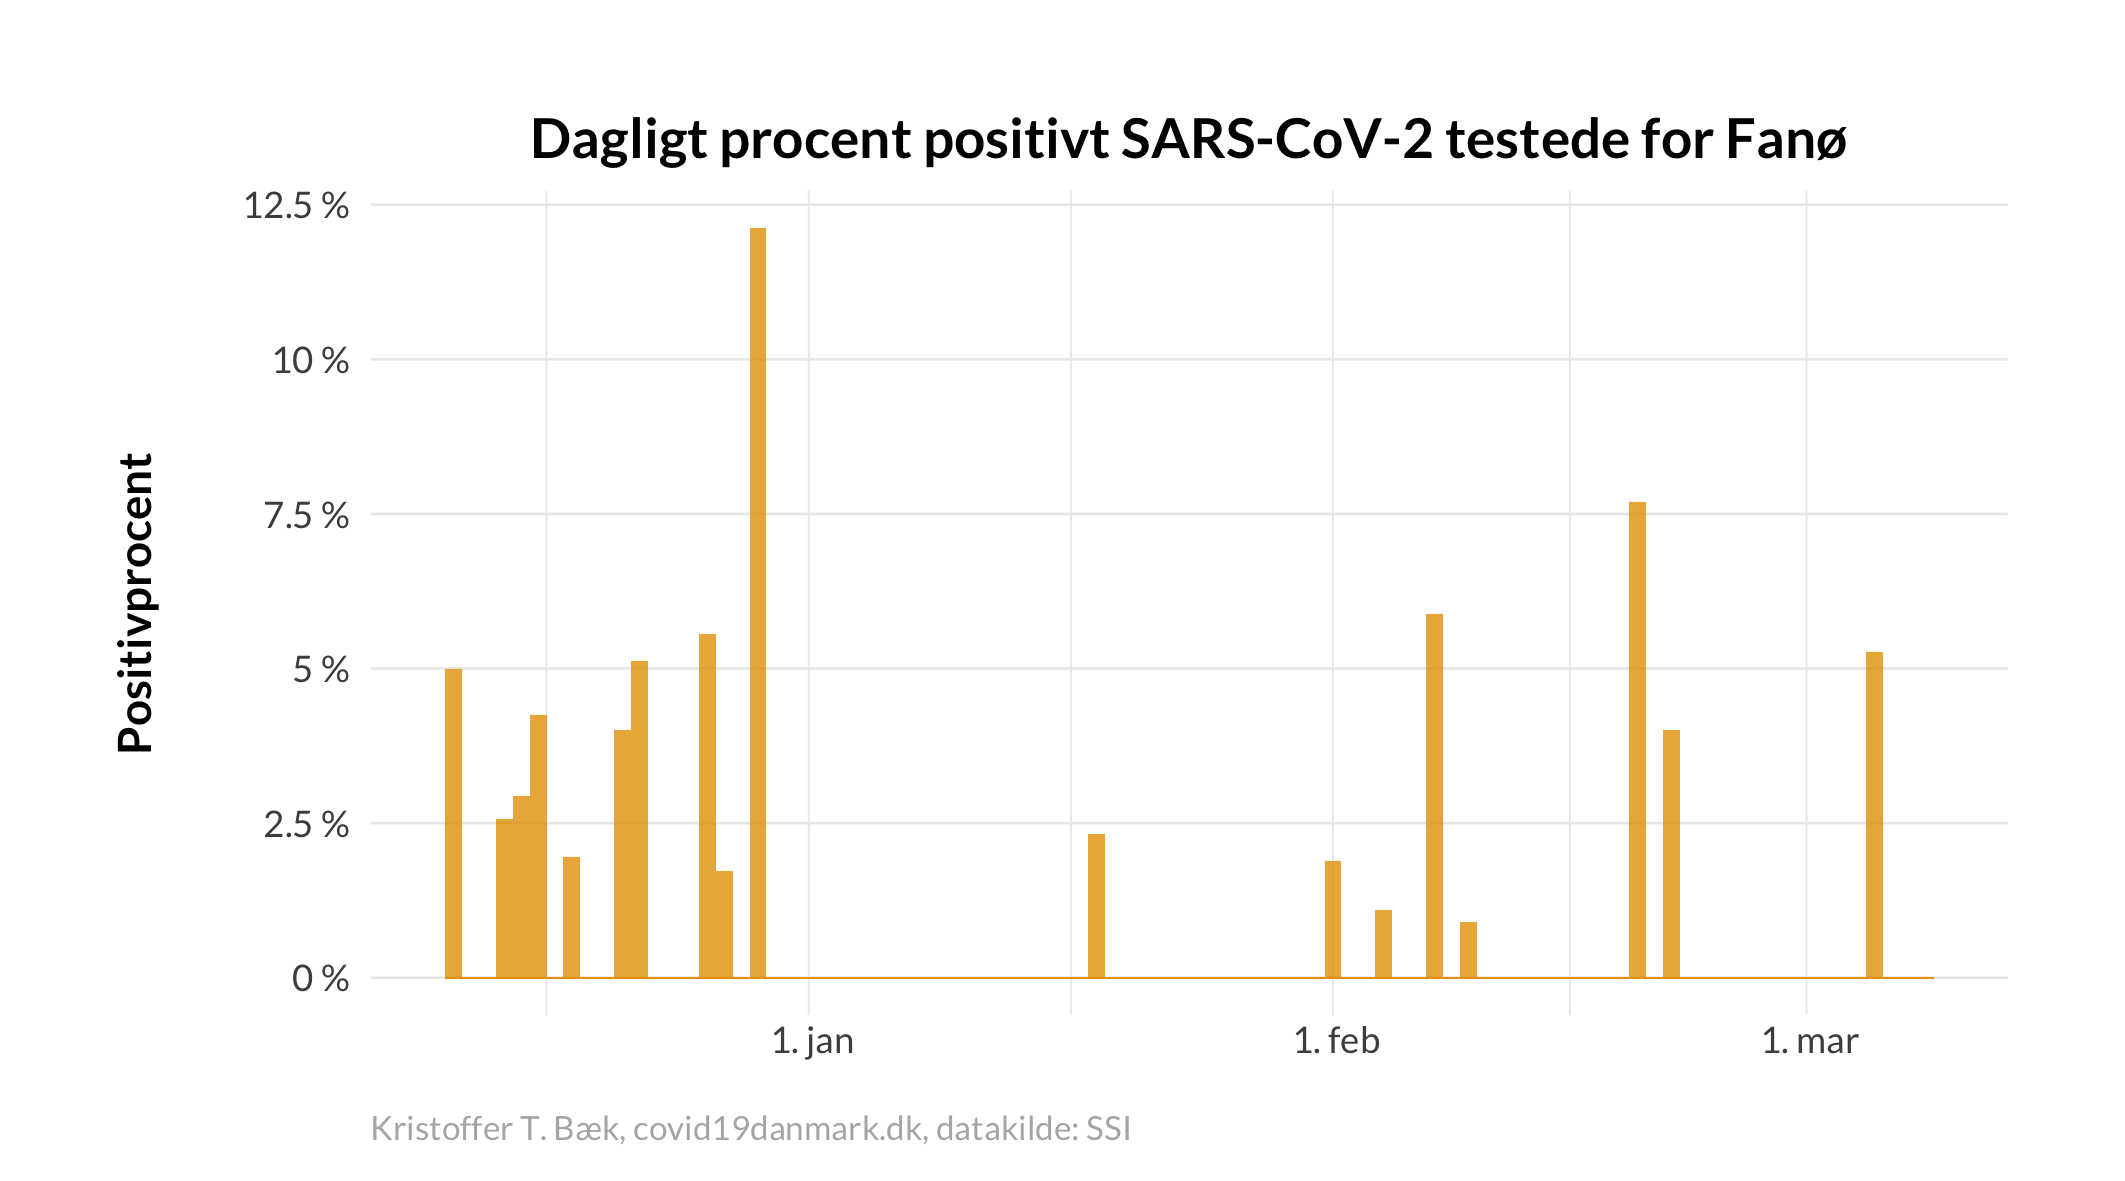 Dagligt procent positivt SARS-CoV-2 testede for Fanø
Positivprocent
12.5 %
10 %
7.5 %
5 %
2.5 %
0 %
1. jan
1. feb
1. mar
Kristoffer T. Bæk, covid19danmark.dk, datakilde: SSI